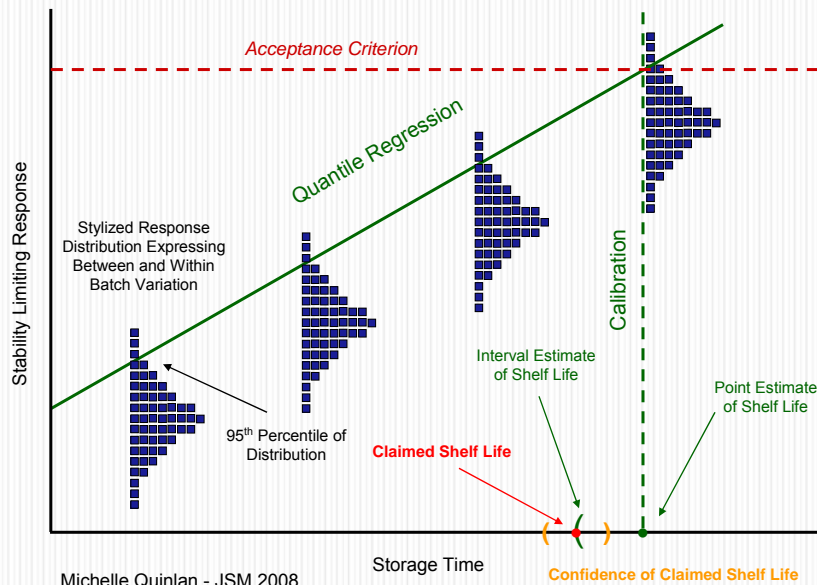 Acceptance Criterion
Quantile Regression
Stability Limiting Response
Stylized Response
Distribution Expressing
Between and Within
Batch Variation
Calibration
Interval Estimate
of Shelf Life
Point Estimate
of Shelf Life
95th Percentile of
Distribution
Claimed Shelf Life
( ( )
Storage Time
Confidence of Claimed Shelf Life
Michelle Quinlan - JSM 2008